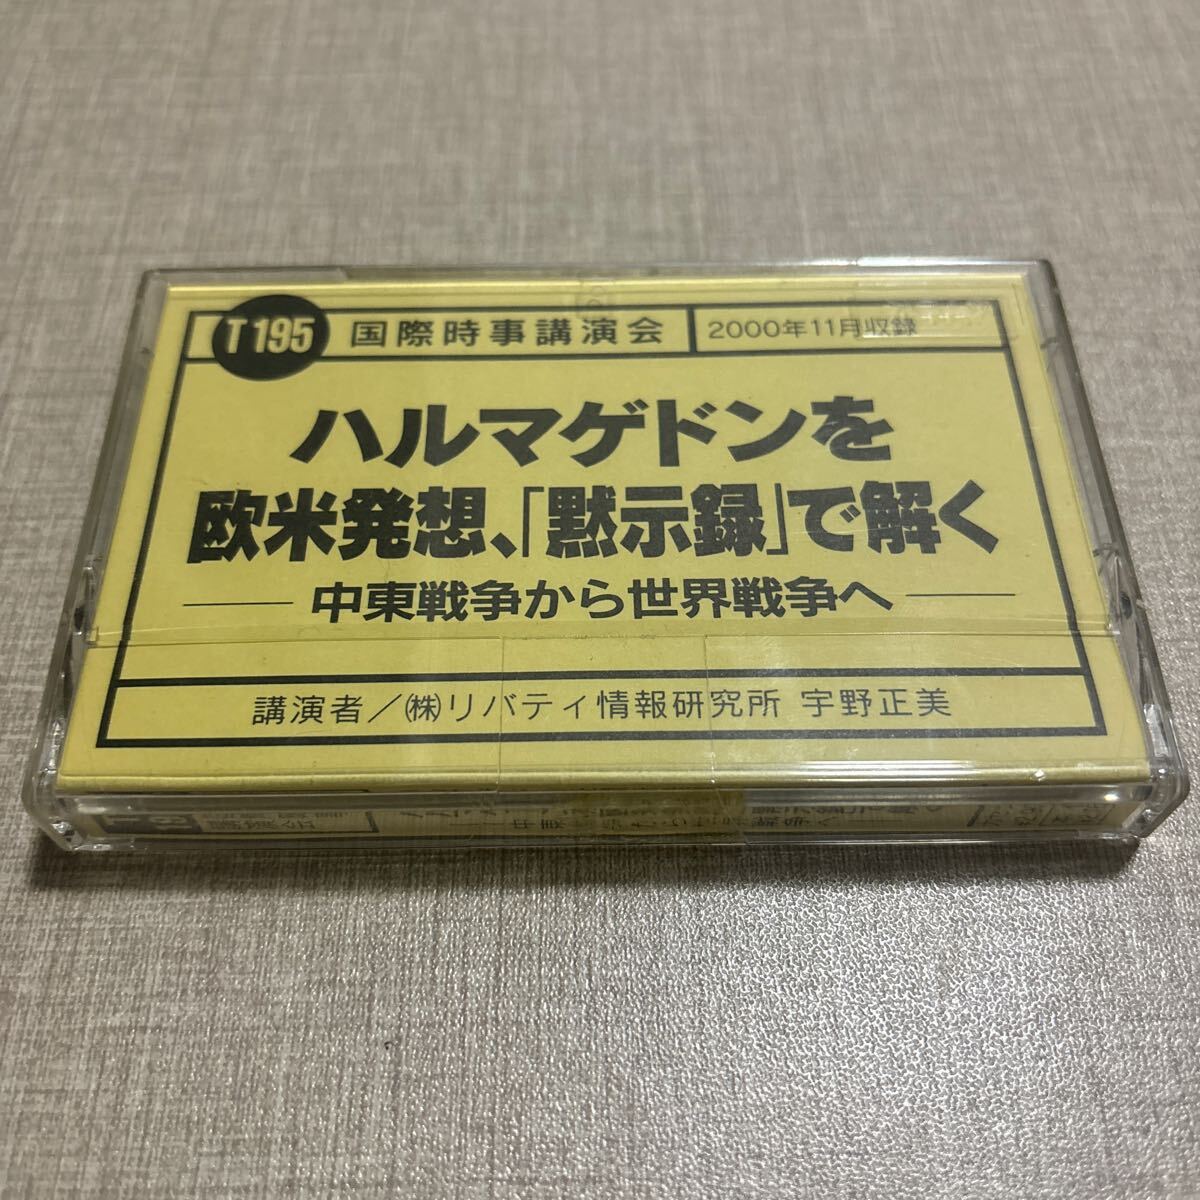 T195 国際時事講演会 2000年11月収録
ハルマゲドンを
欧米発想、「黙示録」で解く
中東戦争から世界戦争へ
講演者／㈱リバティ情報研究所 宇野正美